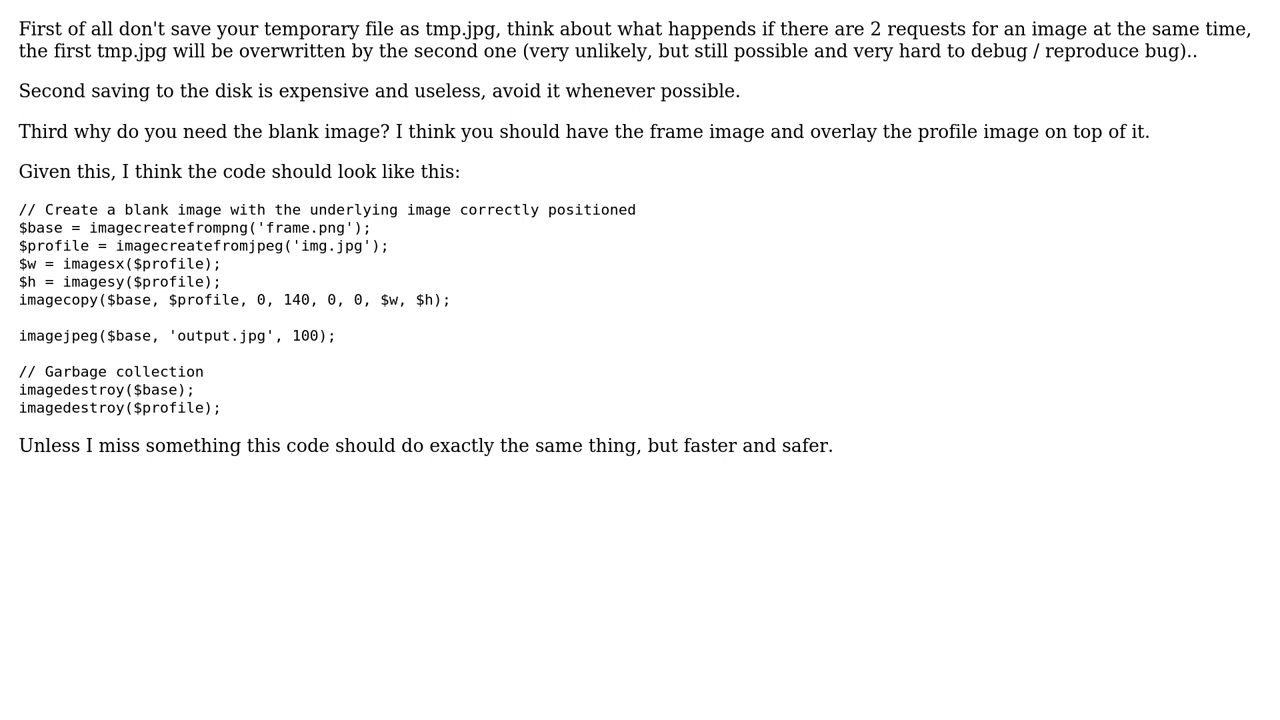 First of all don't save your temporary file as tmp.jpg, think about what happends if there are 2 requests for an image at the same time,
the first tmp.jpg will be overwritten by the second one (very unlikely, but still possible and very hard to debug / reproduce bug)..
Second saving to the disk is expensive and useless, avoid it whenever possible.
Third why do you need the blank image? I think you should have the frame image and overlay the profile image on top of it.
Given this, I think the code should look like this:
// Create a blank image with the underlying image correctly positioned
$base = imagecreatefrompng('frame.png');
$profile = imagecreatefromjpeg('img.jpg');
$w = imagesx($profile);
$h = imagesy($profile);
imagecopy($base, $profile, 0, 140, 0, 0, $w, $h);
imagejpeg($base, 'output.jpg', 100);
// Garbage collection
imagedestroy($base);
imagedestroy($profile);
Unless I miss something this code should do exactly the same thing, but faster and safer.